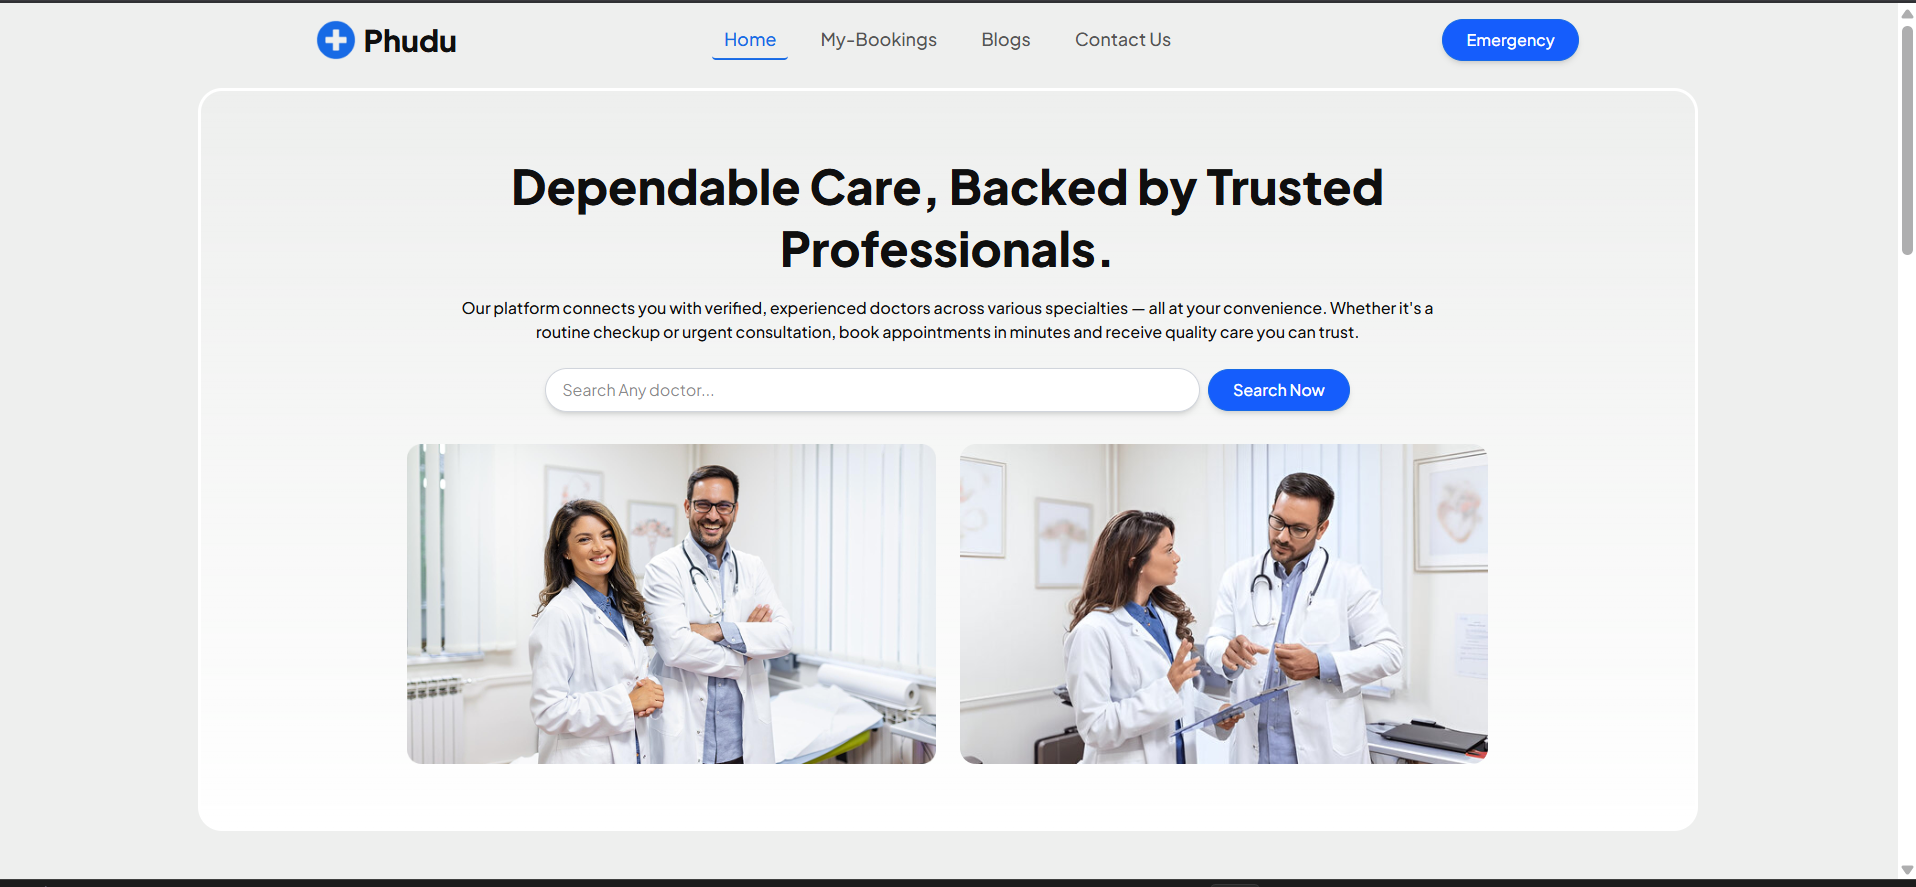 Phudu
Home
My-Bookings
Blogs
Contact Us
Emergency
Dependable Care, Backed by Trusted
Professionals.
Our platform connects you with verified, experienced doctors across various specialties — all at your convenience. Whether it's a
routine checkup or urgent consultation, book appointments in minutes and receive quality care you can trust.
Search Any doctor...
Search Now